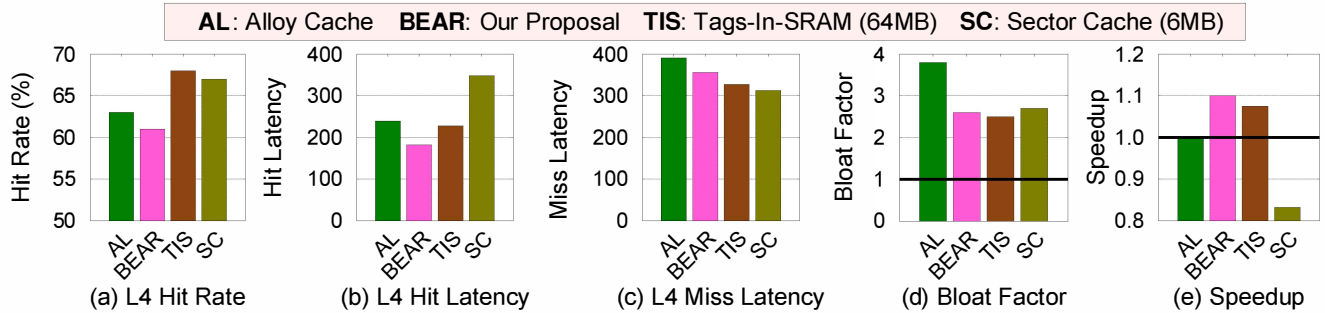 AL: Alloy Cache BEAR: Our Proposal TIS: Tags-In-SRAM (64MB) SC: Sector Cache (6MB)
Hit Rate (%)
70
65
60
55
50
AL
BEAR
TIS
SC
(a) L4 Hit Rate
Hit Latency
400
300
200
100
0
AL
BEAR
TIS
SC
(b) L4 Hit Latency
Miss Latency
400
300
200
100
0
AL
BEAR
TIS
SC
(c) L4 Miss Latency
Bloat Factor
4
3
2
1
0
AL
BEAR
TIS
SC
(d) Bloat Factor
Speedup
1.2
1.1
1.0
0.9
0.8
AL
BEAR
TIS
SC
(e) Speedup